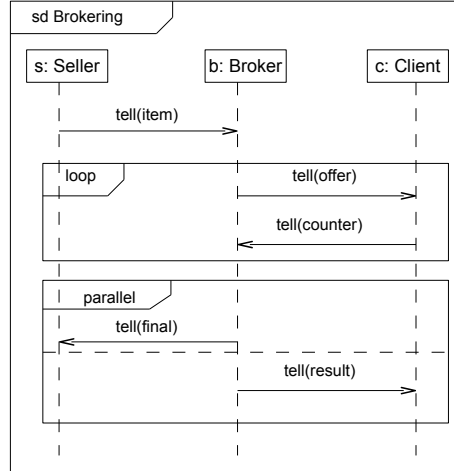 sd Brokering
s: Seller
b: Broker
c: Client
tell(item)
loop
tell(offer)
tell(counter)
parallel
tell(final)
tell(result)